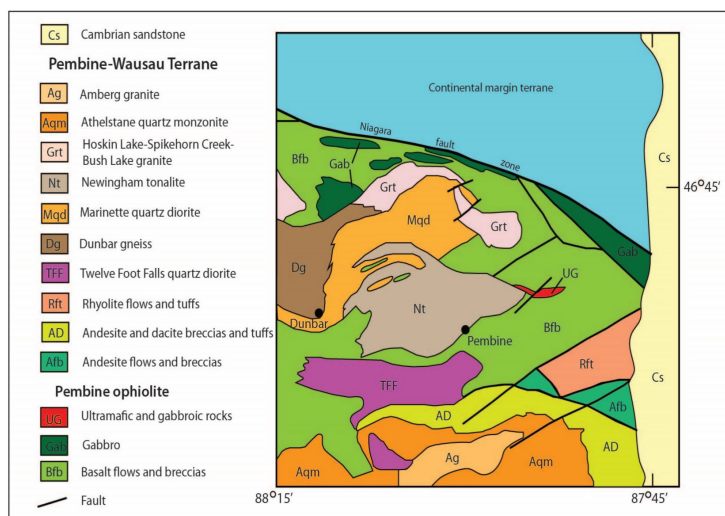 Cs Cambrian sandstone
Pembine-Wausau Terrane
Ag Amberg granite
Aqm Athelstane quartz monzonite
Grt Hoskin Lake-Spikehorn Creek-
Bush Lake granite
Nt Newingham tonalite
Mqd Marinette quartz diorite
Dg Dunbar gneiss
TFF Twelve Foot Falls quartz diorite
Rft Rhyolite flows and tuffs
AD Andesite and dacite breccias and tuffs
Afb Andesite flows and breccias
Pembine ophiolite
UG Ultramafic and gabbroic rocks
Gab Gabbro
Bfb Basalt flows and breccias
Fault
Continental margin terrane
Niagara fault zone
Cs
46°45'
Bfb
Gab
Grt
Mqd
Grt
Gab
Dg
UG
Nt
Bfb
Dunbar
Pembine
Rft
TFF
Cs
Afb
AD
AD
Ag
Aqm
Aqm
88°15'
87°45'